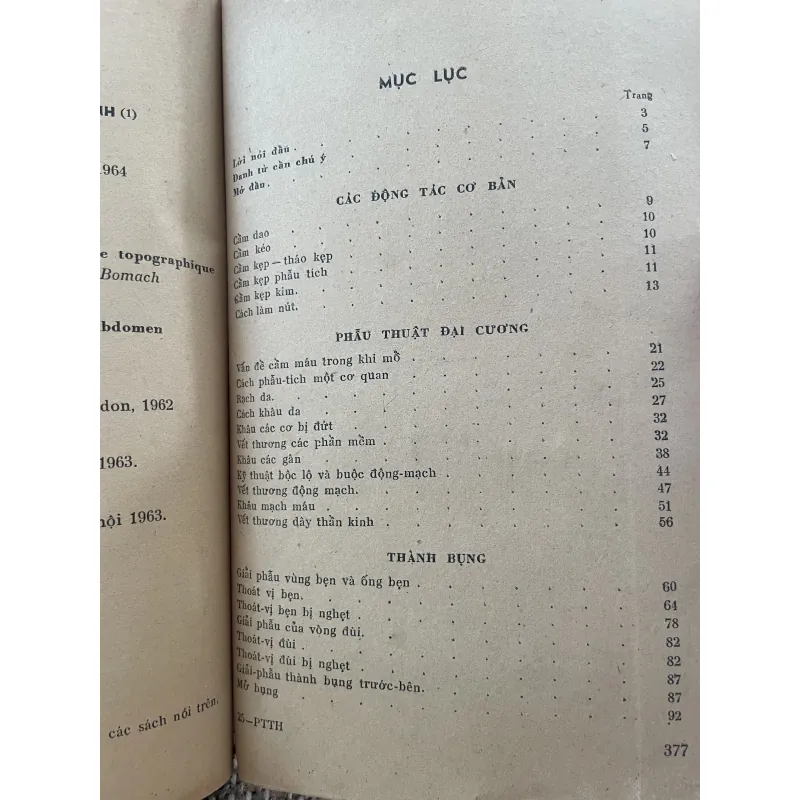 NH (1)
1964
e topographique
Bomach
bdomen
don, 1962
1963.
nội 1963.
các sách nói trên.
MỤC LỤC
Trang
Lời nói đầu . 3
Danh từ cần chú ý 5
Mở đầu. 7
CÁC ĐỘNG TÁC CƠ BẢN
Cầm dao 9
Cầm kéo 10
Cầm kẹp — tháo kẹp 10
Cầm kẹp phẫu tích 11
Cầm kẹp kim. 11
Cách làm nút. 13
PHẪU THUẬT ĐẠI CƯƠNG
Vấn đề cầm máu trong khi mổ 21
Cách phẫu-tích một cơ quan 22
Rạch da. 25
Cách khâu da 27
Khâu các cơ bị đứt 32
Vết thương các phần mềm 32
Khâu các gân 38
Kỹ thuật bộc lộ và buộc động-mạch 44
Vết thương động mạch. 47
Khâu mạch máu 51
Vết thương dây thần kinh 56
THÀNH BỤNG
Giải phẫu vùng bẹn và ống bẹn 60
Thoát vị bẹn. 64
Thoát-vị bẹn bị nghẹt 78
Giải phẫu của vòng đùi. 82
Thoát-vị đùi 82
Thoát-vị đùi bị nghẹt 87
Giải-phẫu thành bụng trước-bên. 87
Mở bụng 92
25—PTTH
377